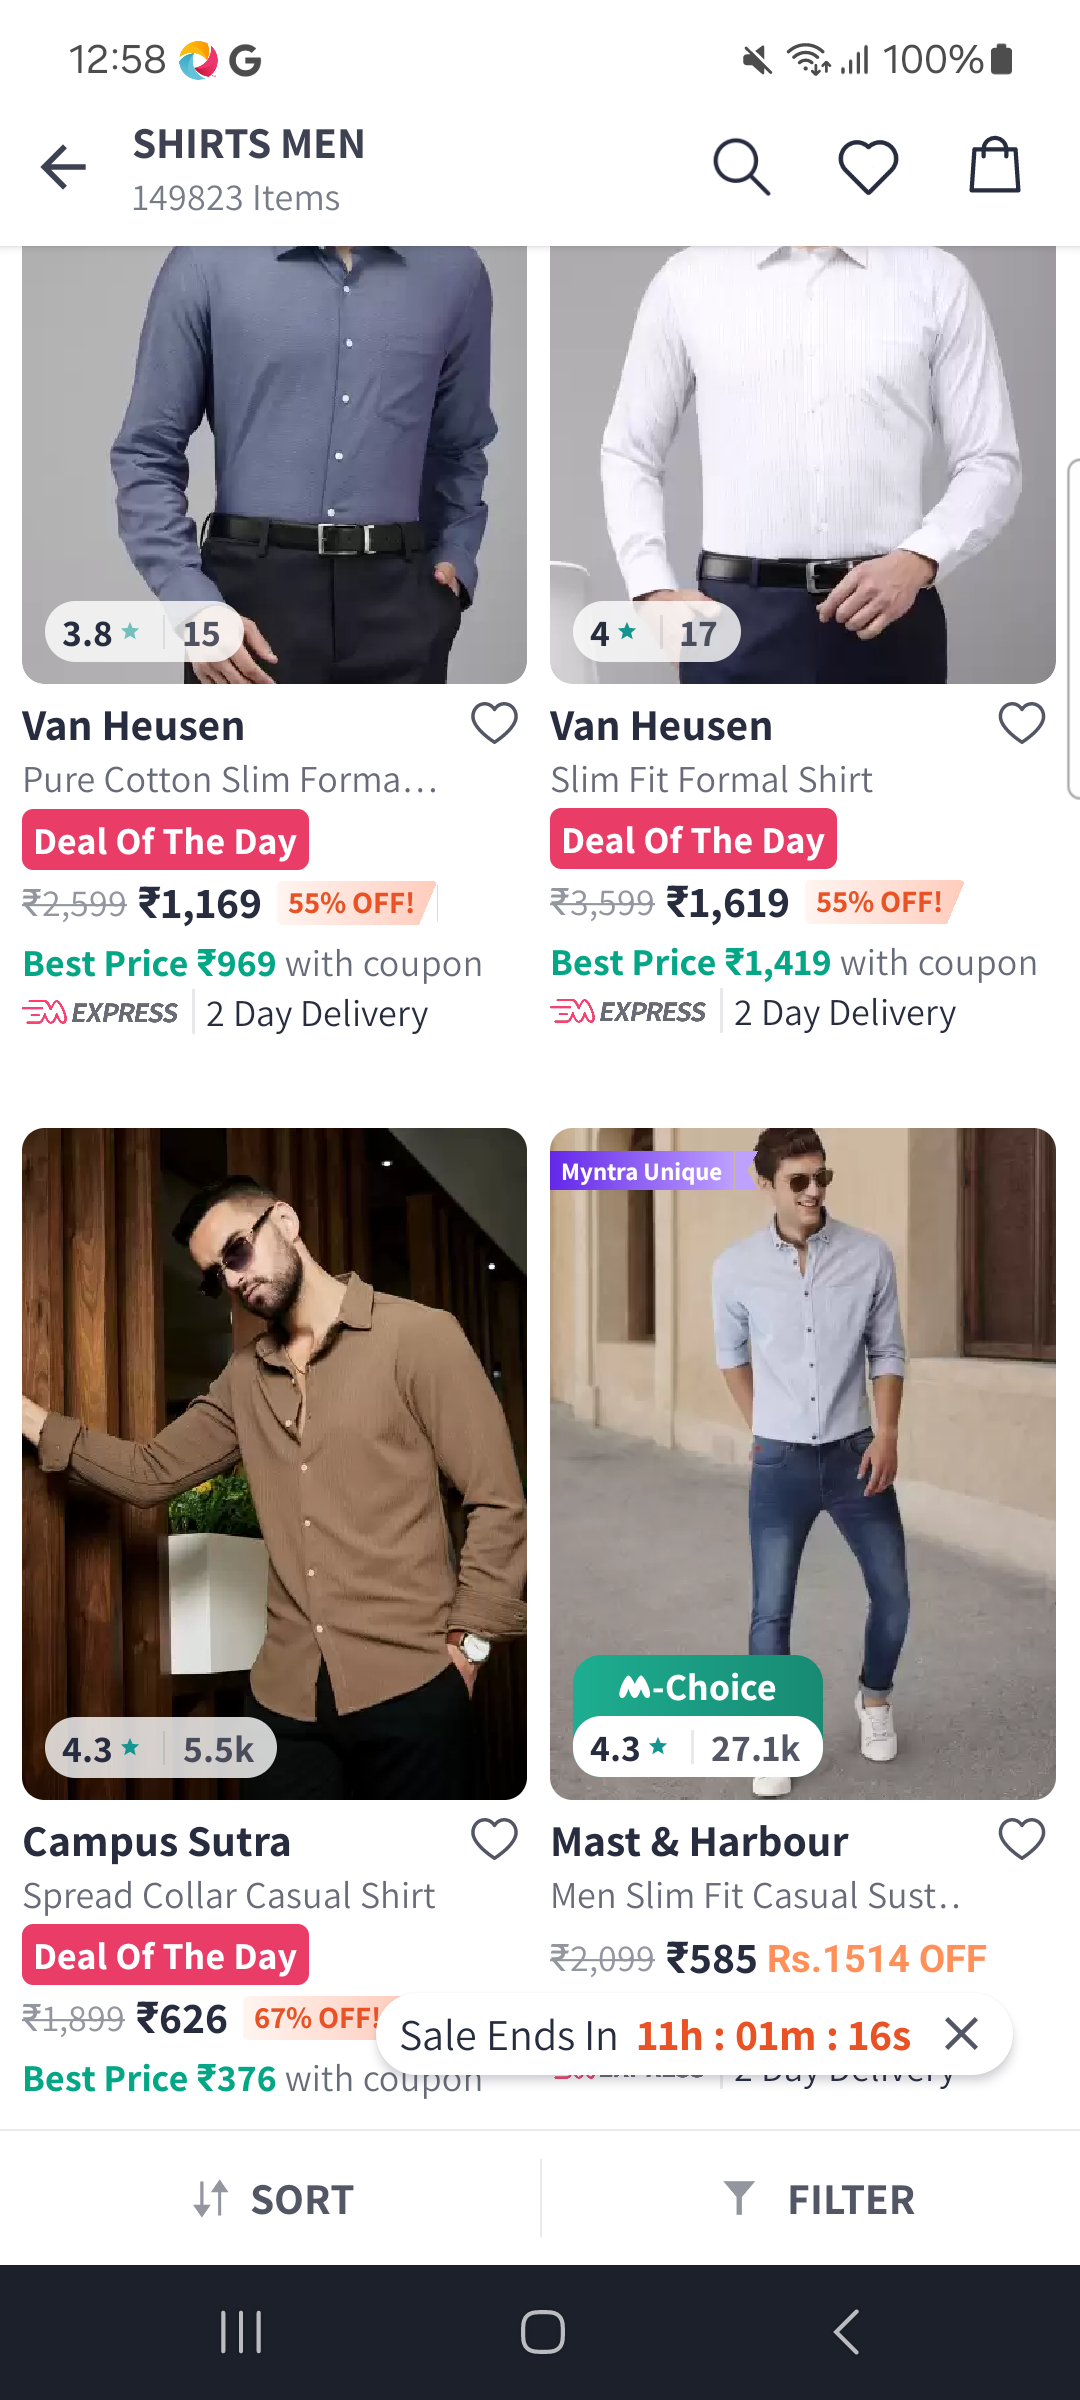 12:58 G 100%
SHIRTS MEN
149823 Items
3.8 15
4 17
Van Heusen
Pure Cotton Slim Forma...
Deal Of The Day
₹2,599 ₹1,169 55% OFF!
Best Price ₹969 with coupon
EXPRESS 2 Day Delivery
Van Heusen
Slim Fit Formal Shirt
Deal Of The Day
₹3,599 ₹1,619 55% OFF!
Best Price ₹1,419 with coupon
EXPRESS 2 Day Delivery
4.3 5.5k
Campus Sutra
Spread Collar Casual Shirt
Deal Of The Day
₹1,899 ₹626 67% OFF!
Best Price ₹376 with coupon
Myntra Unique
M-Choice
4.3 27.1k
Mast & Harbour
Men Slim Fit Casual Sust..
₹2,099 ₹585 Rs.1514 OFF
2 Day Delivery
Sale Ends In 11h : 01m : 16s
SORT
FILTER